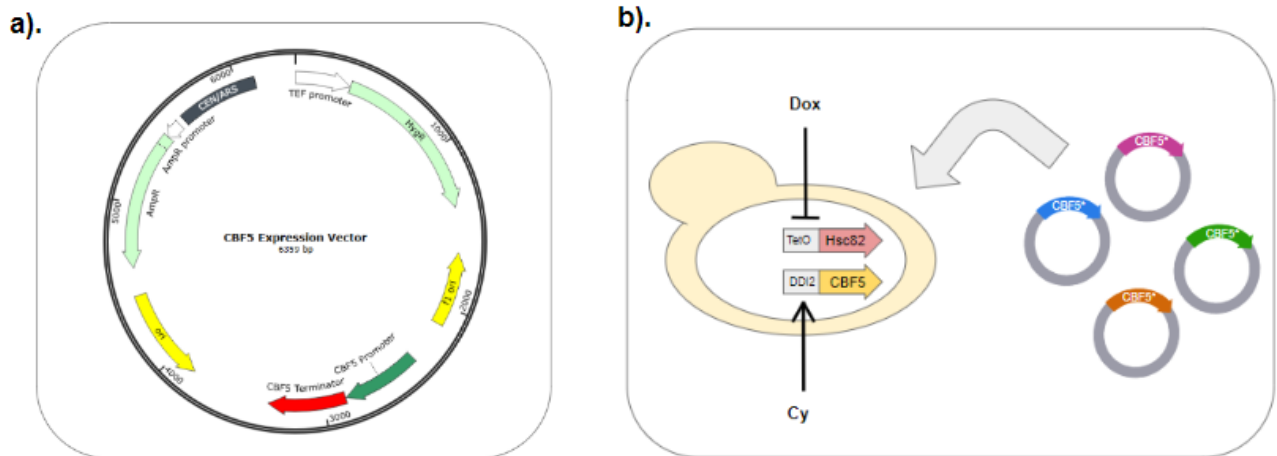 a).
6000
CEN/ARS
TEF promoter
HygR
1000
AmpR promoter
AmpR
5000
CBF5 Expression Vector
6359 bp
f1 ori
2000
ori
4000
CBF5 Promoter
CBF5 Terminator
3000
b).
Dox
TetO
Hsc82
DDI2
CBF5
Cy
CBF5*
CBF5*
CBF5*
CBF5*